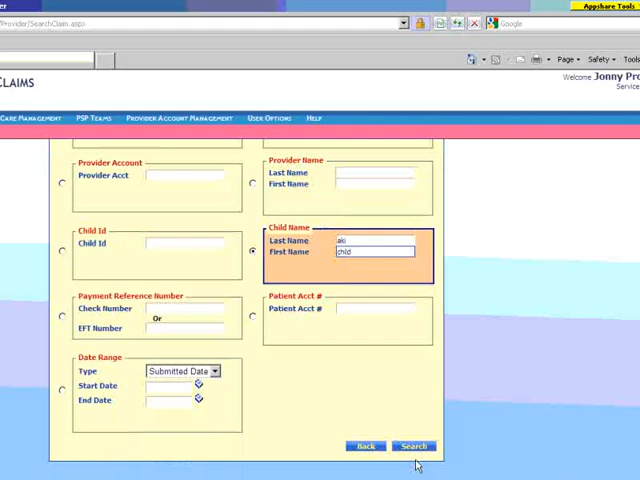 er
Appshare Tools
Provider/SearchClaim.aspx
Google
Page
Safety
Tools
CLAIMS
Welcome Jonny Pro
Service
CARE MANAGEMENT PSP TEAMS PROVIDER ACCOUNT MANAGEMENT USER OPTIONS HELP
Provider Account
Provider Acct
Provider Name
Last Name
First Name
Child Id
Child Id
Child Name
Last Name aki
First Name child
Payment Reference Number
Check Number
Or
EFT Number
Patient Acct #
Patient Acct #
Date Range
Type Submitted Date
Start Date
End Date
Back Search